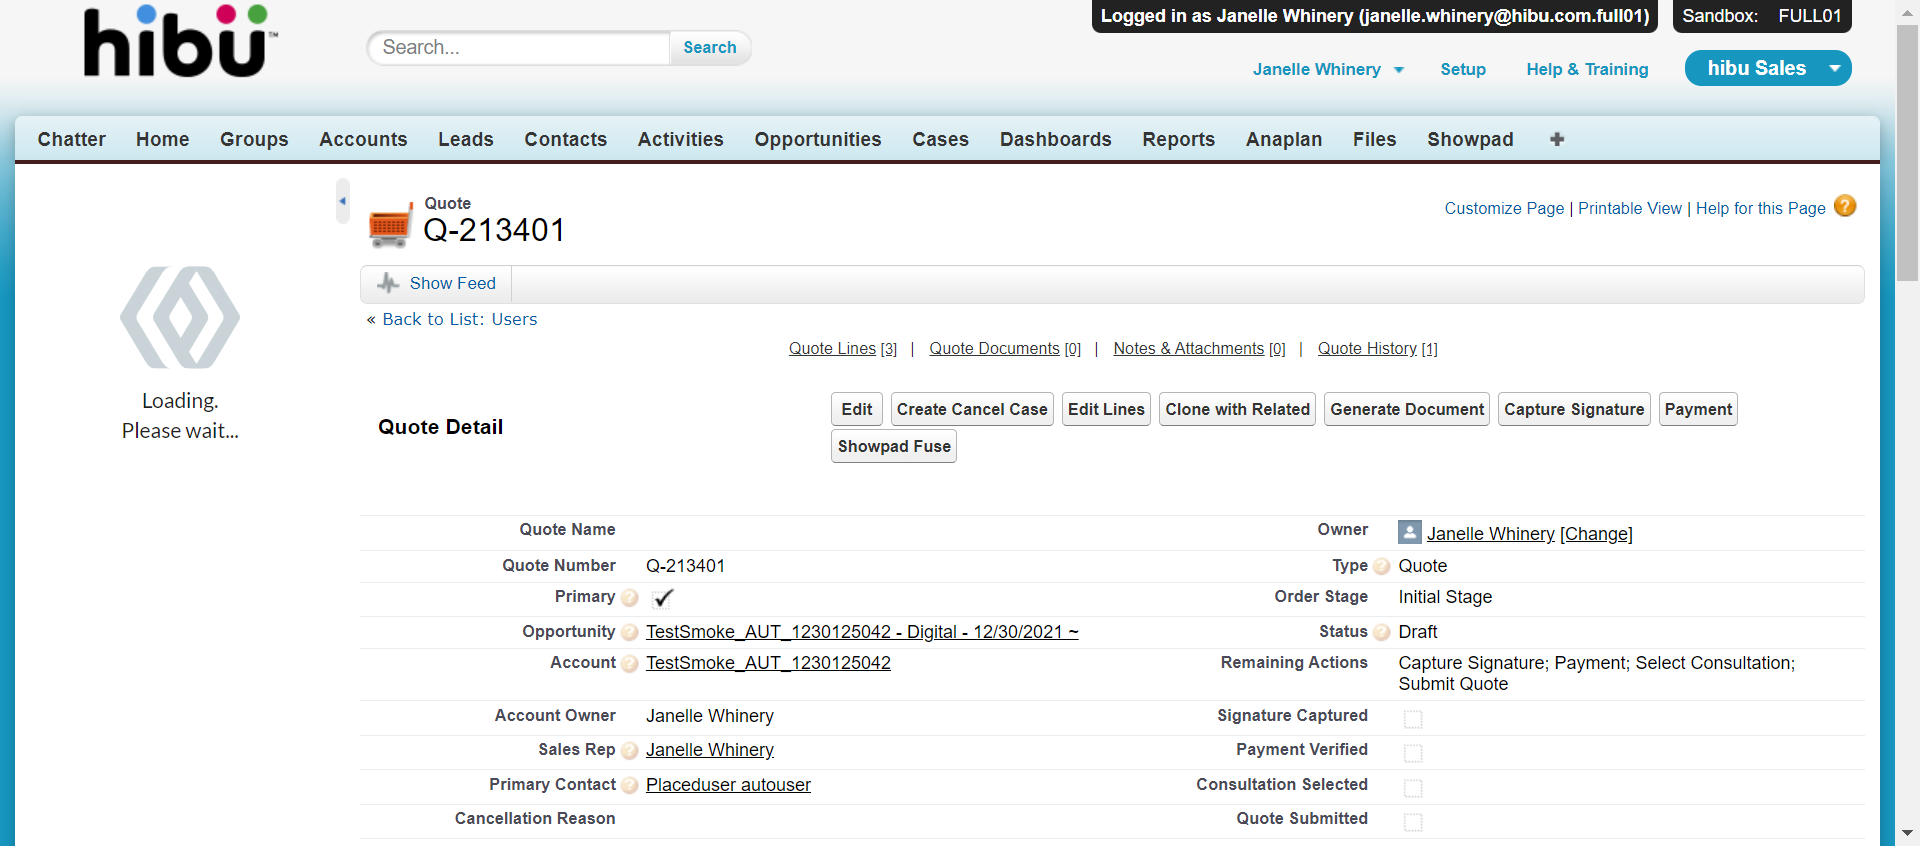 hibü™
Search...
Search
Logged in as Janelle Whinery (janelle.whinery@hibu.com.full01)
Sandbox: FULL01
Janelle Whinery
Setup
Help & Training
hibu Sales
Chatter Home Groups Accounts Leads Contacts Activities Opportunities Cases Dashboards Reports Anaplan Files Showpad
Loading.
Please wait...
Quote
Q-213401
Customize Page | Printable View | Help for this Page
Show Feed
« Back to List: Users
Quote Lines [3] | Quote Documents [0] | Notes & Attachments [0] | Quote History [1]
Quote Detail
Edit Create Cancel Case Edit Lines Clone with Related Generate Document Capture Signature Payment
Showpad Fuse
Quote Name
Owner Janelle Whinery [Change]
Quote Number Q-213401
Type ? Quote
Primary ?
Order Stage Initial Stage
Opportunity ? TestSmoke_AUT_1230125042 - Digital - 12/30/2021 ~
Status ? Draft
Account ? TestSmoke_AUT_1230125042
Remaining Actions Capture Signature; Payment; Select Consultation;
Submit Quote
Account Owner Janelle Whinery
Signature Captured
Sales Rep ? Janelle Whinery
Payment Verified
Primary Contact ? Placeduser autouser
Consultation Selected
Cancellation Reason
Quote Submitted